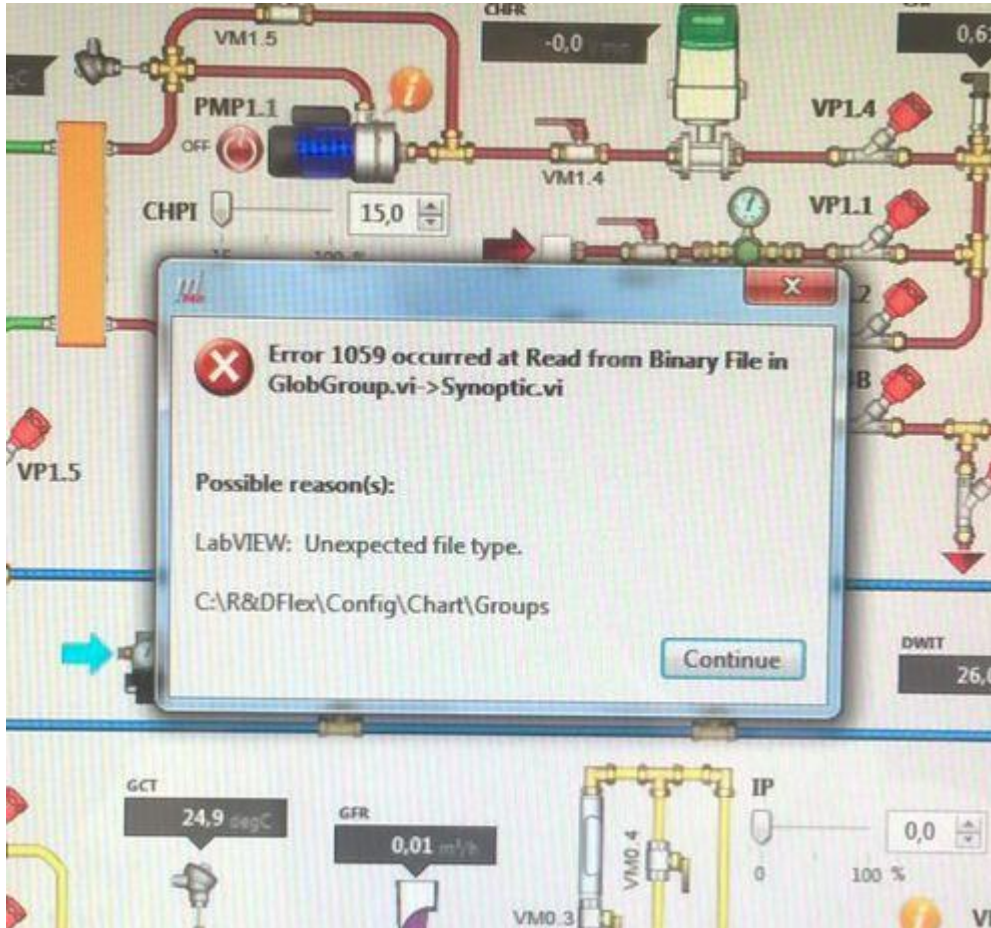 CHFR
VM1.5
-0,0
PMP1.1
OFF
VP1.4
VM1.4
CHPI
15,0
VP1.1
Error 1059 occurred at Read from Binary File in
GlobGroup.vi->Synoptic.vi
VP1.5
Possible reason(s):
LabVIEW: Unexpected file type.
C:\R&DFlex\Config\Chart\Groups
Continue
DWIT
GCT
24,9 degC
GFR
0,01 m³/h
IP
0,0
0
100 %
VM0.4
VM0.3